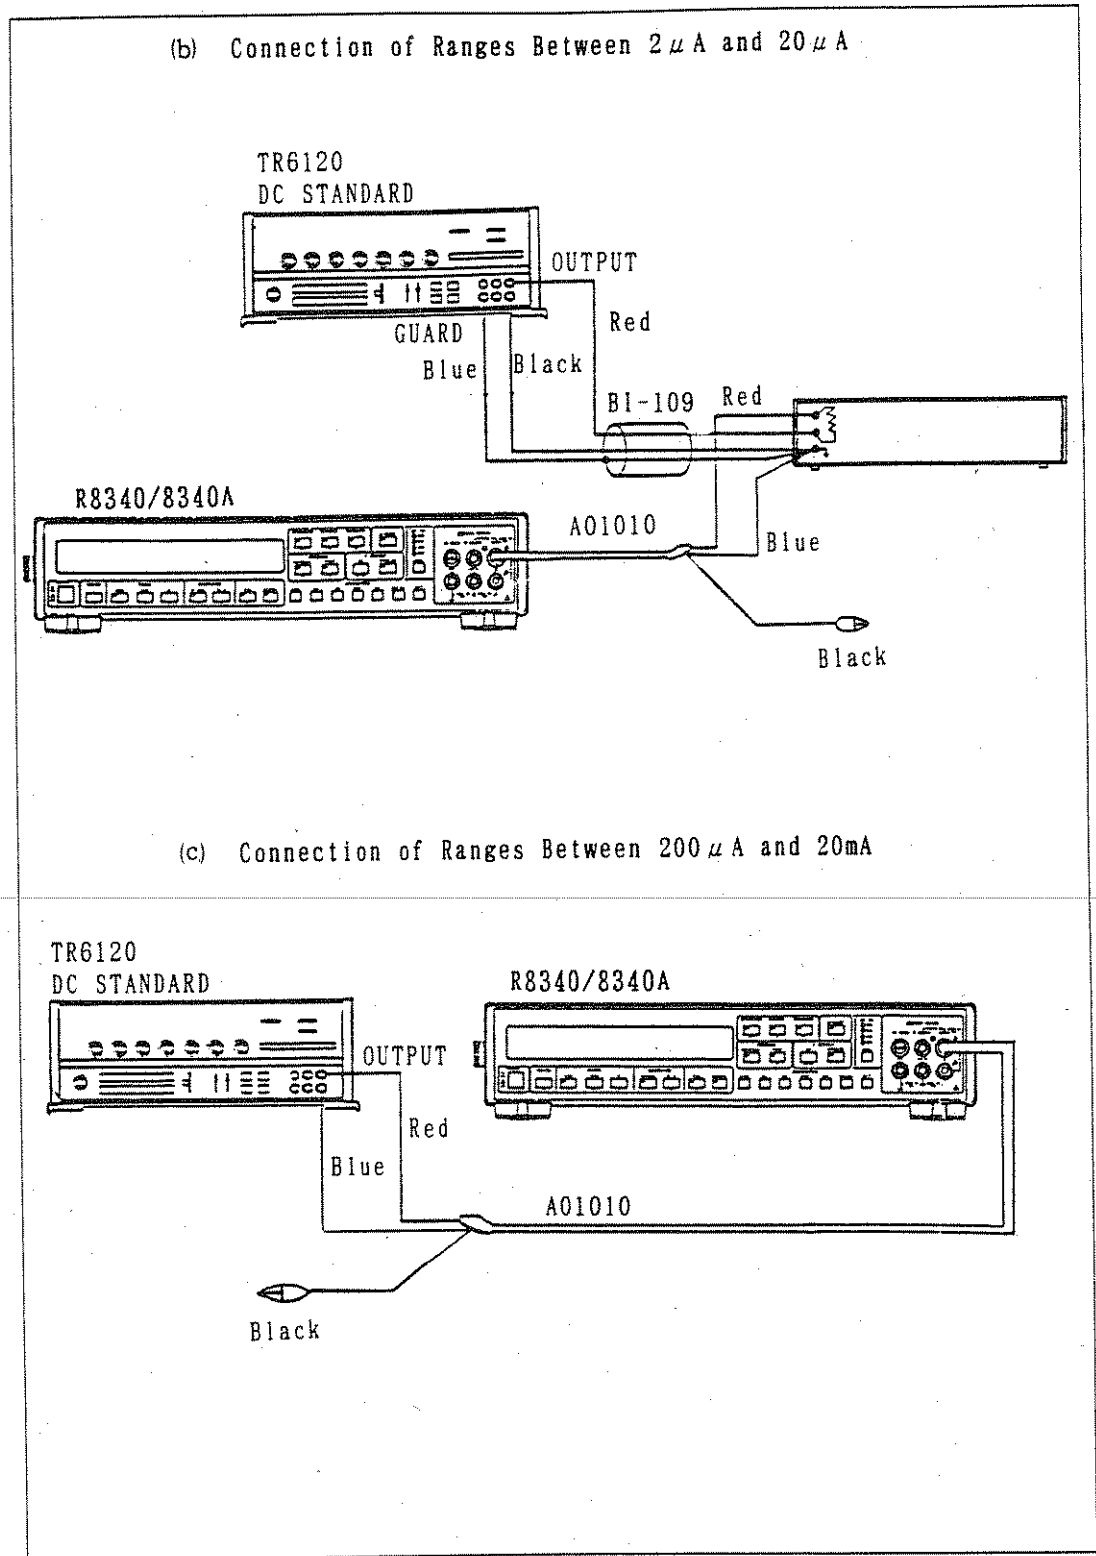 (b) Connection of Ranges Between 2μA and 20μA
TR6120
DC STANDARD
OUTPUT
Red
GUARD
Blue
Black
BI-109
Red
R8340/8340A
A01010
Blue
Black
(c) Connection of Ranges Between 200μA and 20mA
TR6120
DC STANDARD
R8340/8340A
OUTPUT
Red
Blue
A01010
Black